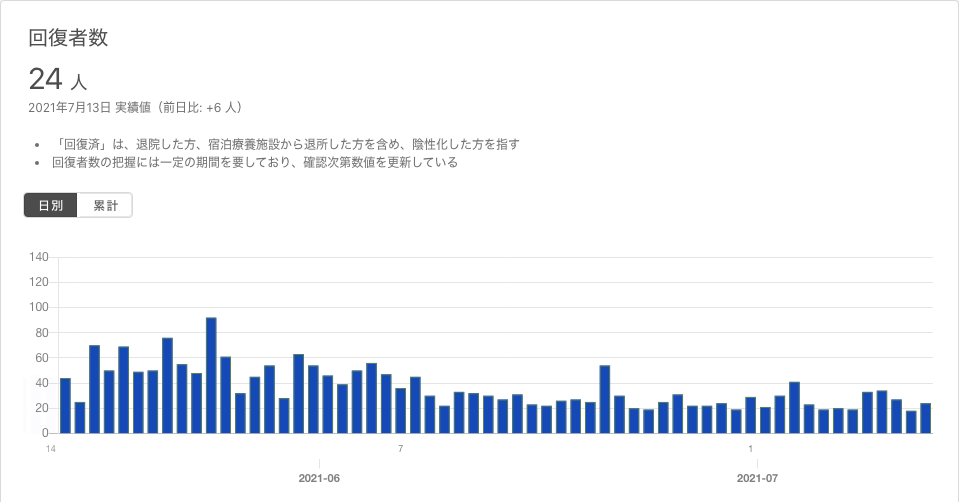 回復者数
24 人
2021年7月13日 実績値（前日比: +6 人）
• 「回復済」は、退院した方、宿泊療養施設から退所した方を含め、陰性化した方を指す
• 回復者数の把握には一定の期間を要しており、確認次第数値を更新している
日別 累計
140
120
100
80
60
40
20
0
14 7 1
2021-06 2021-07